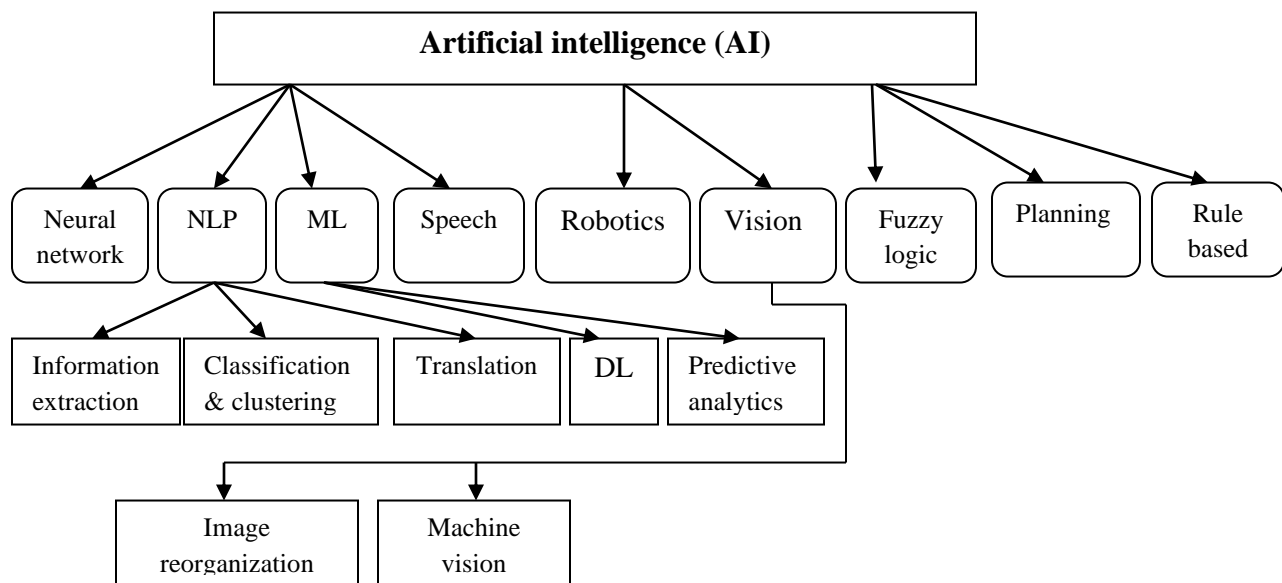 Artificial intelligence (AI)
Neural
network
NLP
ML
Speech
Robotics
Vision
Fuzzy
logic
Planning
Rule
based
Information
extraction
Classification
& clustering
Translation
DL
Predictive
analytics
Image
reorganization
Machine
vision